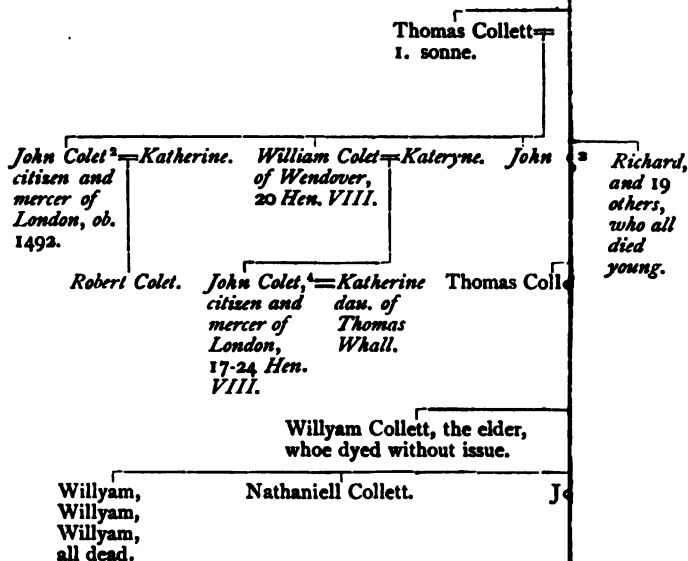 Thomas Collett
1. sonne.
John Colet²=Katherine.
citizen and
mercer of
London, ob.
1492.
William Colet=Kateryne.
of Wendover,
20 Hen. VIII.
John
Richard,
and 19
others,
who all
died
young.
Robert Colet.
John Colet,⁴=Katherine
citizen and
mercer of
London,
17-24 Hen.
VIII.
dau. of
Thomas
Whall.
Thomas Coll
Willyam Collett, the elder,
whoe dyed without issue.
Willyam,
Willyam,
Willyam,
all dead.
Nathaniell Collett.
J